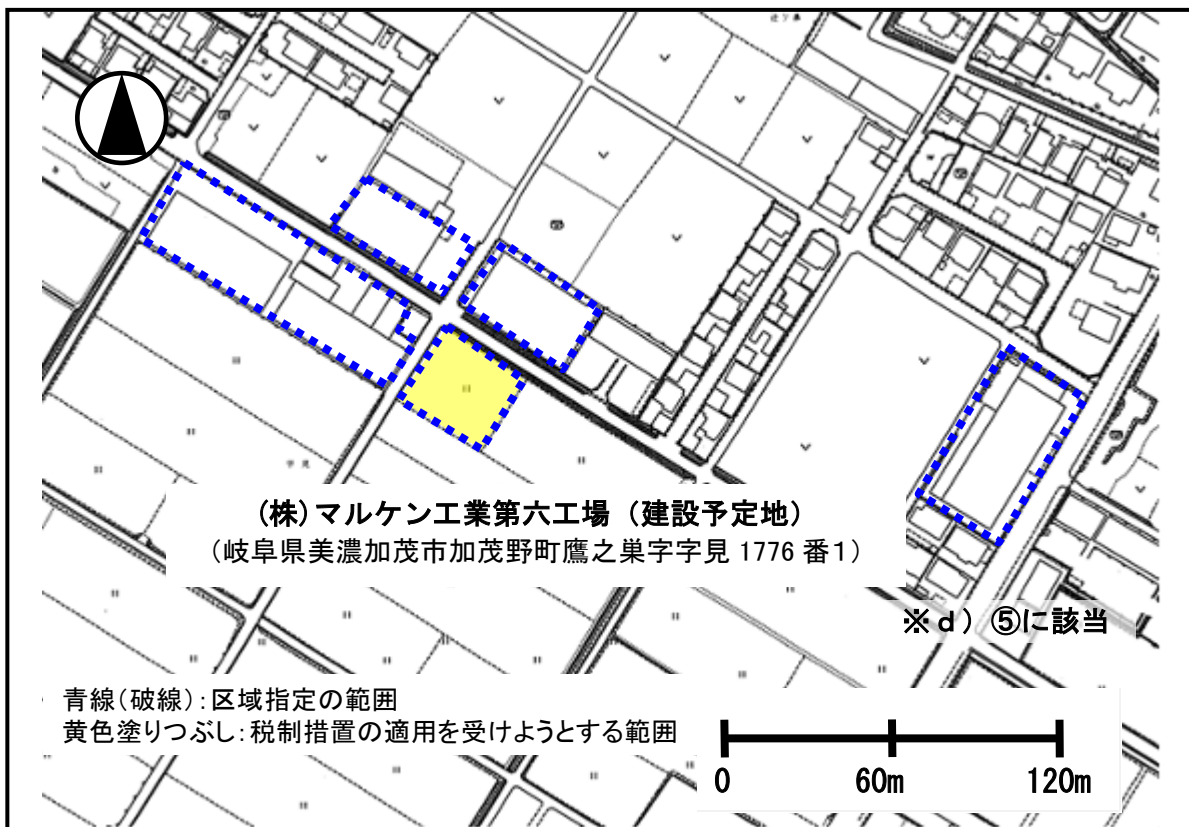 (株)マルケン工業第六工場(建設予定地)
(岐阜県美濃加茂市加茂野町鷹之巣字字見 1776 番1)
※d)⑤に該当
青線(破線):区域指定の範囲
黄色塗りつぶし:税制措置の適用を受けようとする範囲
0 60m 120m